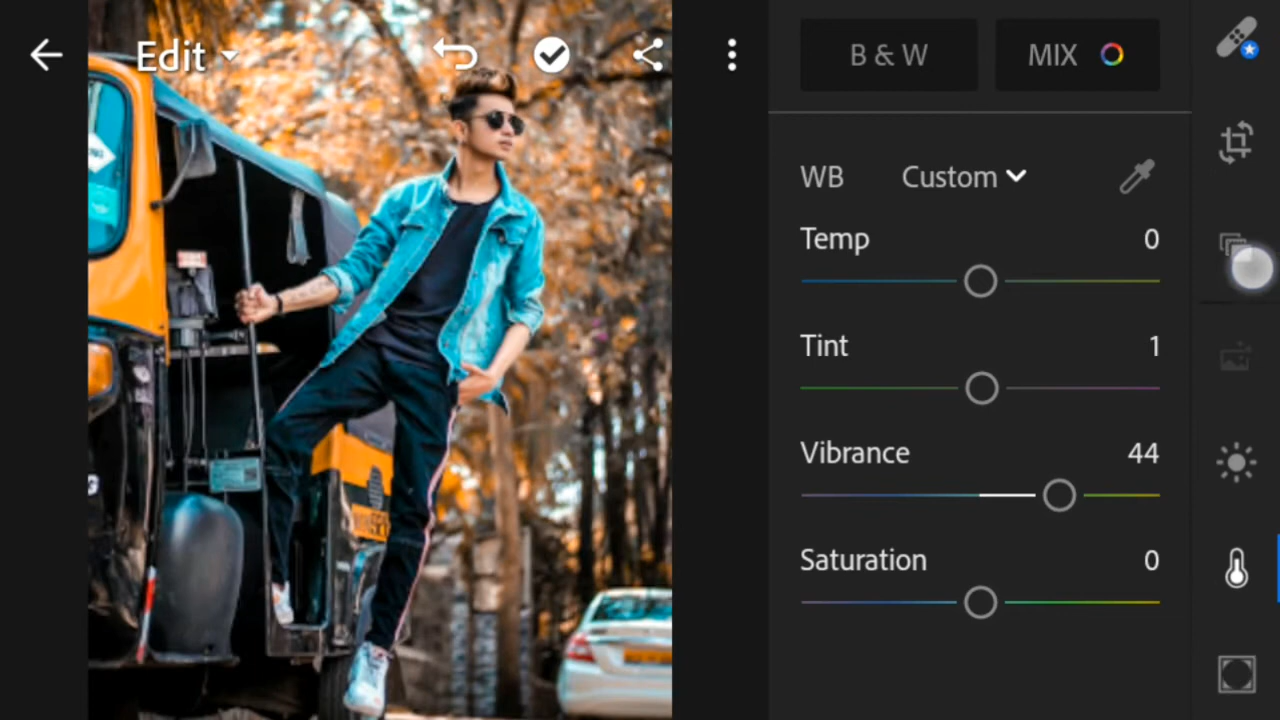 Edit
B & W
MIX
WB
Custom
Temp
0
Tint
1
Vibrance
44
Saturation
0